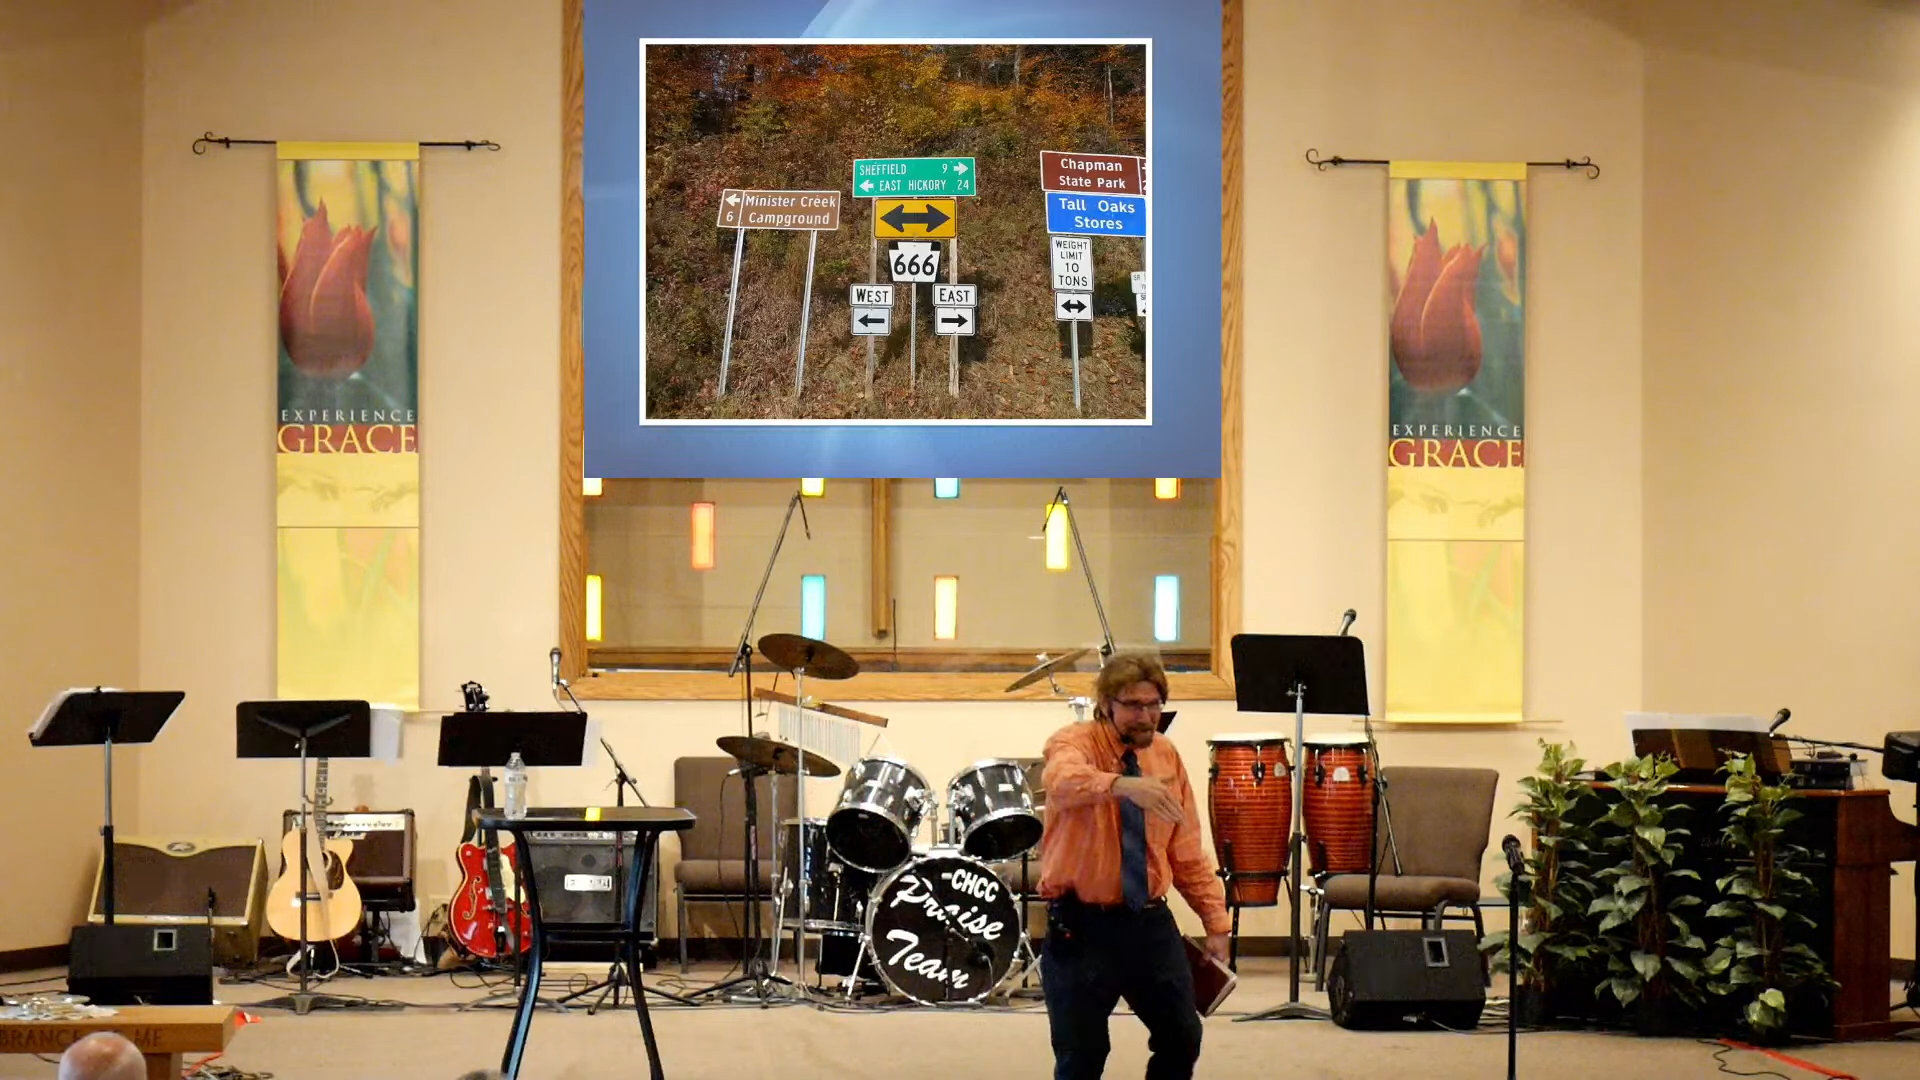 SHEFFIELD 9
EAST HICKORY 24
Minister Creek
6 Campground
Chapman
State Park
Tall Oaks
Stores
666
WEIGHT
LIMIT
10
TONS
WEST
EAST
EXPERIENCE
GRACE
EXPERIENCE
GRACE
CHCC
Praise
Team
ME